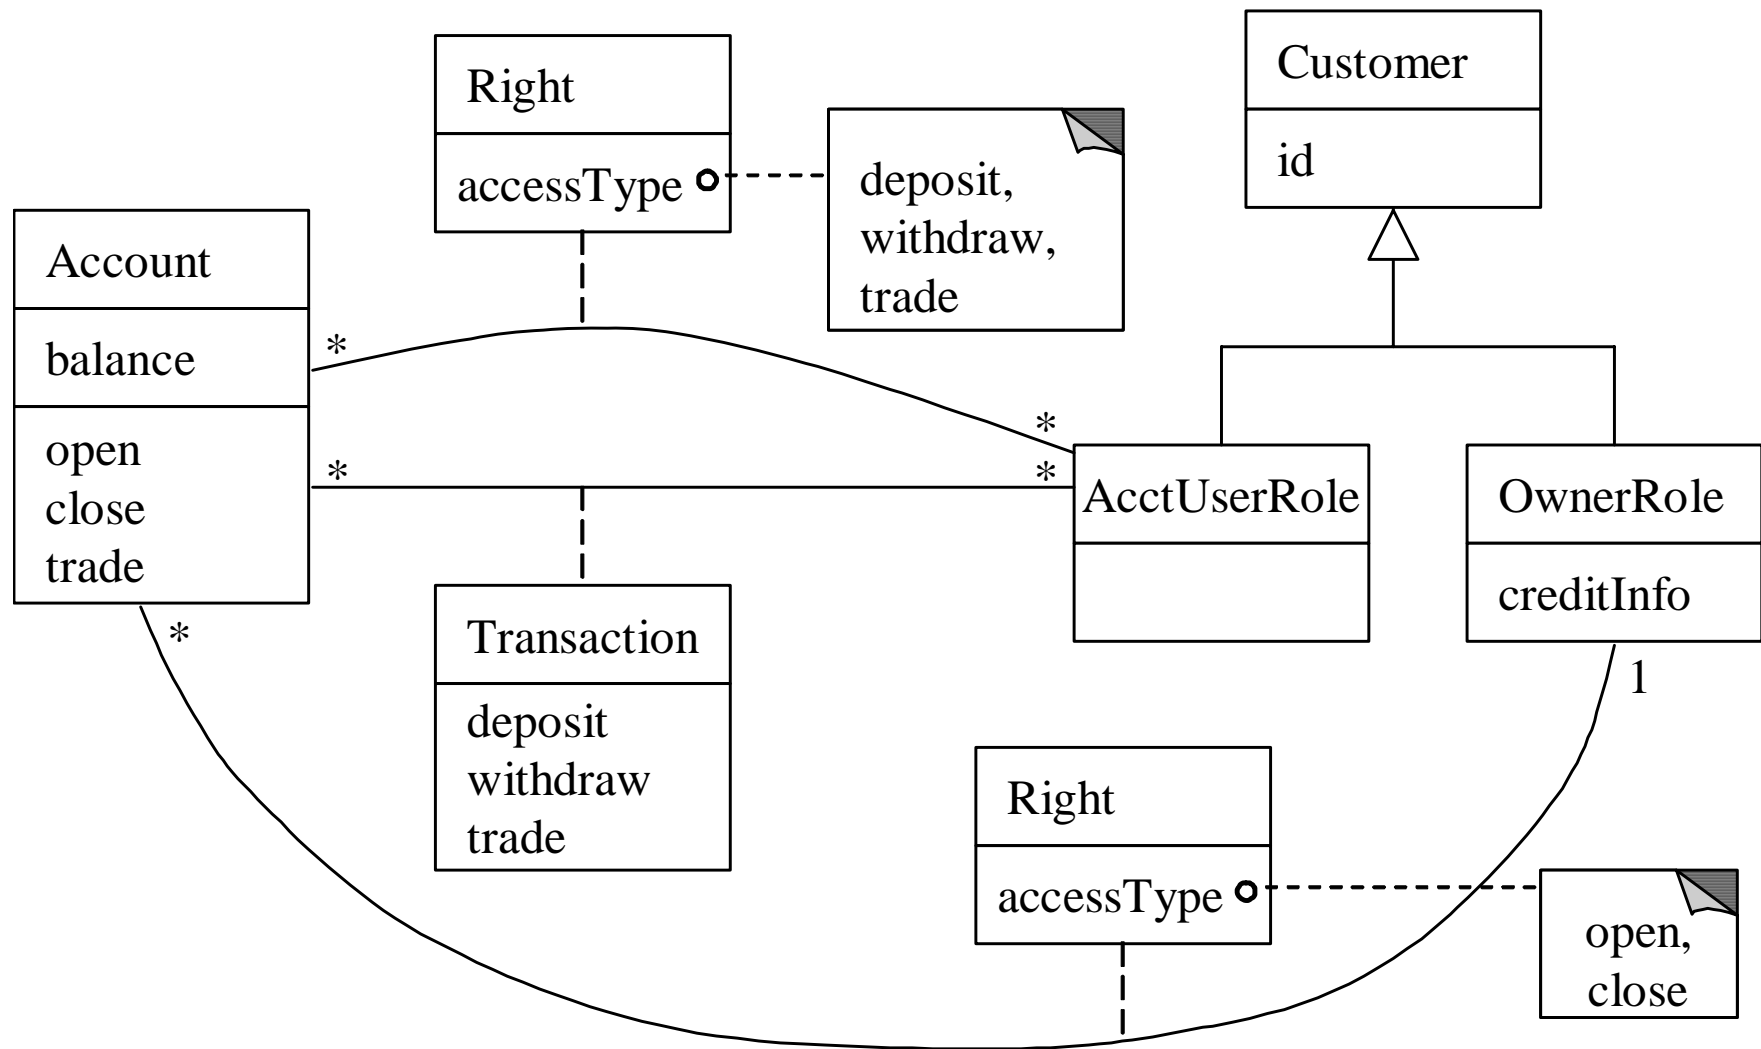 Customer
id
Right
accessType
deposit,
withdraw,
trade
Account
balance
open
close
trade
*
*
*
*
AcctUserRole
OwnerRole
creditInfo
*
1
Transaction
deposit
withdraw
trade
Right
accessType
open,
close